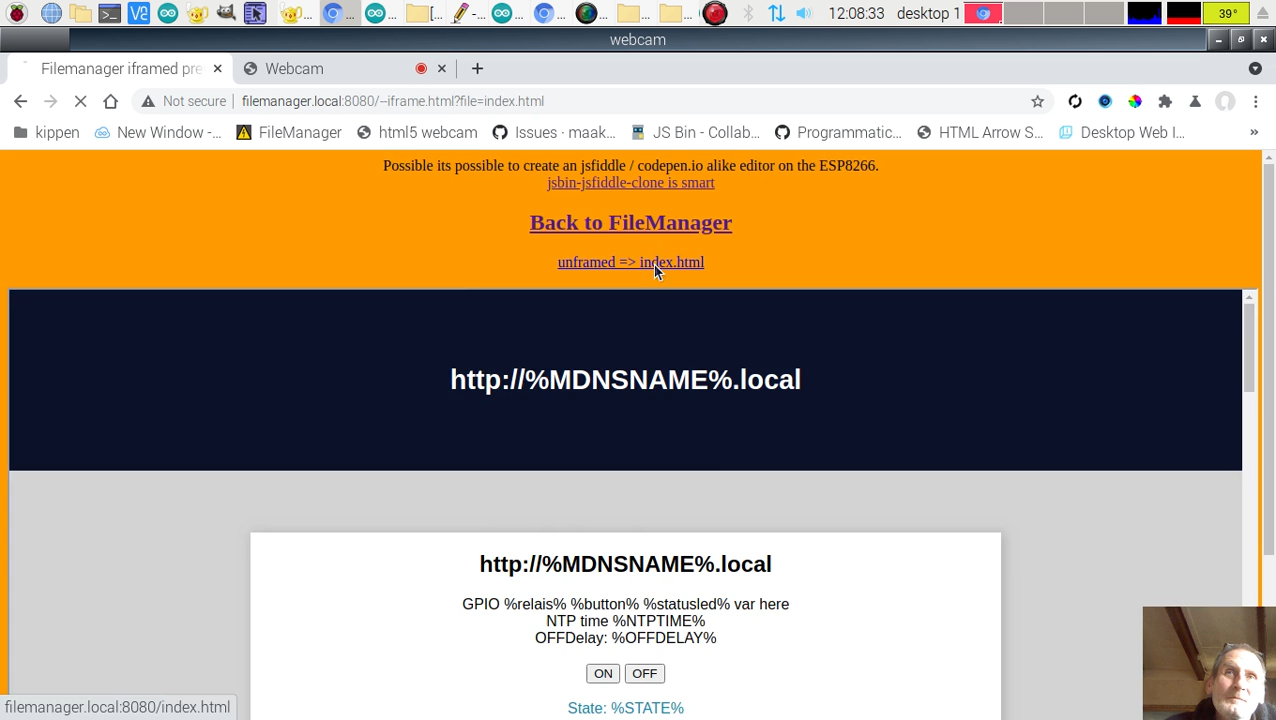 12:08:33 desktop 1 39°
webcam
Filemanager iframed pre Webcam
Not secure filemanager.local:8080/--iframe.html?file=index.html
kippen New Window -... FileManager html5 webcam Issues · maak... JS Bin - Collab... Programmatic... HTML Arrow S... Desktop Web I... »
Possible its possible to create an jsfiddle / codepen.io alike editor on the ESP8266.
jsbin-jsfiddle-clone is smart
Back to FileManager
unframed => index.html
http://%MDNSNAME%.local
http://%MDNSNAME%.local
GPIO %relais% %button% %statusled% var here
NTP time %NTPTIME%
OFFDelay: %OFFDELAY%
ON OFF
State: %STATE%
filemanager.local:8080/index.html